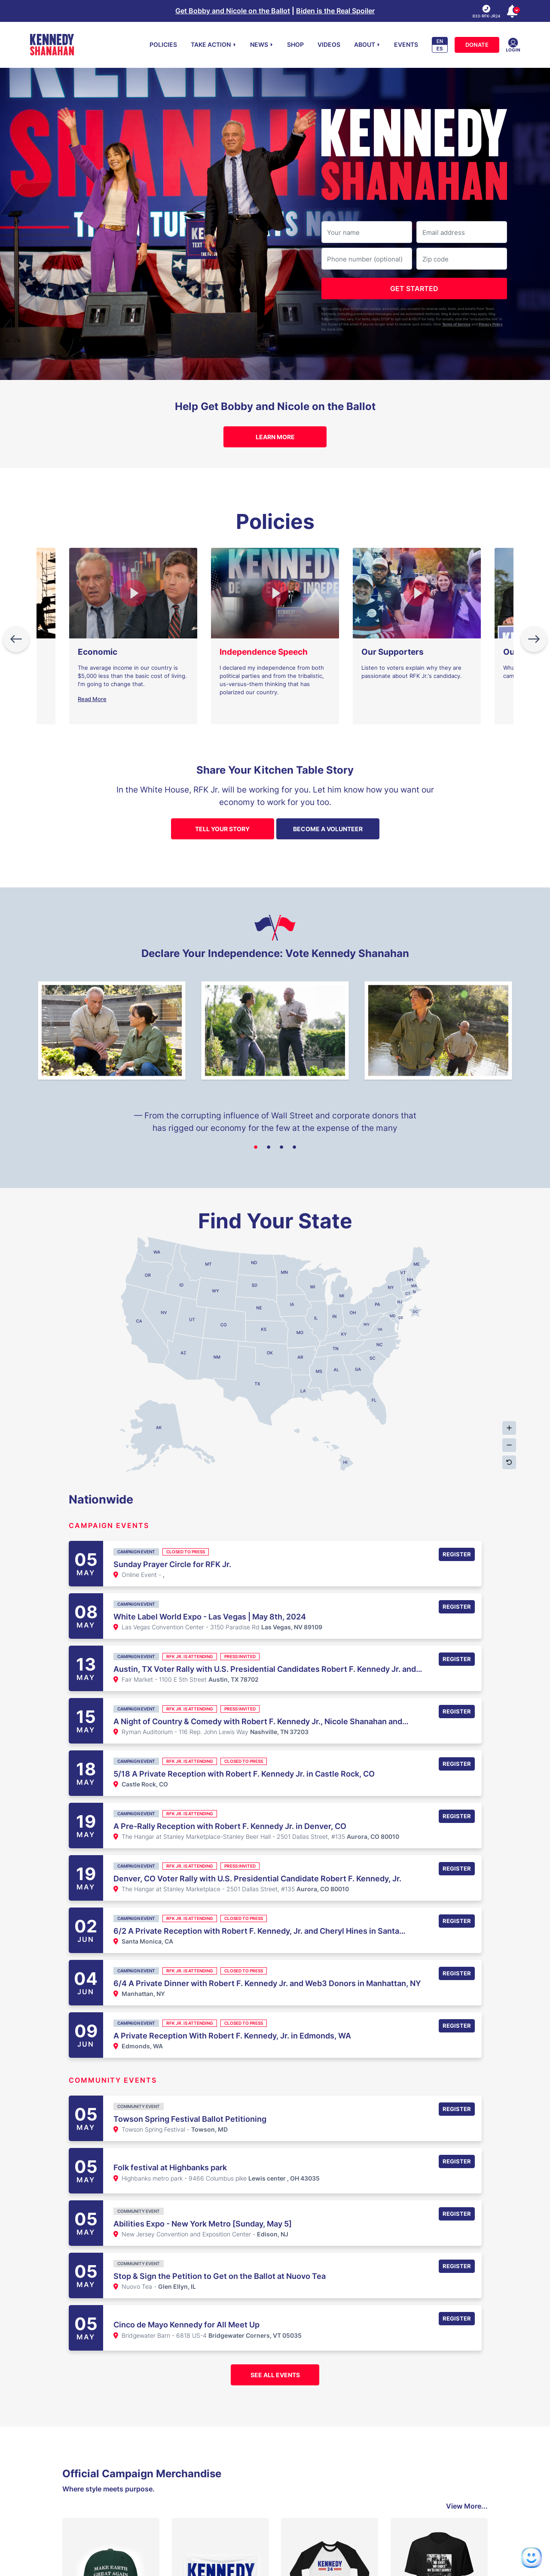 Get Bobby and Nicole on the Ballot | Biden is the Real Spoiler
833-RFK-JR24
KENNEDY
SHANAHAN
POLICIES
TAKE ACTION
NEWS
SHOP
VIDEOS
ABOUT
EVENTS
EN
ES
DONATE
LOGIN
KENNEDY
SHANAHAN
Your name
Email address
Phone number (optional)
Zip code
GET STARTED
Help Get Bobby and Nicole on the Ballot
LEARN MORE
Policies
Economic
The average income in our country is
$5,000 less than the basic cost of living.
I'm going to change that.
Read More
Independence Speech
I declared my independence from both
political parties and from the tribalistic,
us-versus-them thinking that has
polarized our country.
Our Supporters
Listen to voters explain why they are
passionate about RFK Jr.'s candidacy.
Share Your Kitchen Table Story
In the White House, RFK Jr. will be working for you. Let him know how you want our
economy to work for you too.
TELL YOUR STORY
BECOME A VOLUNTEER
Declare Your Independence: Vote Kennedy Shanahan
— From the corrupting influence of Wall Street and corporate donors that
has rigged our economy for the few at the expense of the many
Find Your State
WA
MT
ND
MN
ME
VT
NH
OR
ID
SD
WI
NY
WY
MI
NE
IA
PA
NV
UT
CO
IL
IN
OH
CA
KS
MO
KY
AZ
NM
OK
AR
TN
NC
SC
MS
AL
GA
TX
LA
FL
AK
HI
Nationwide
CAMPAIGN EVENTS
05
MAY
CAMPAIGN EVENT
CLOSED TO PRESS
Sunday Prayer Circle for RFK Jr.
Online Event - ,
REGISTER
08
MAY
CAMPAIGN EVENT
White Label World Expo - Las Vegas | May 8th, 2024
Las Vegas Convention Center - 3150 Paradise Rd Las Vegas, NV 89109
REGISTER
13
MAY
CAMPAIGN EVENT
RFK JR. IS ATTENDING
PRESS INVITED
Austin, TX Voter Rally with U.S. Presidential Candidates Robert F. Kennedy Jr. and...
Fair Market - 1100 E 5th Street Austin, TX 78702
REGISTER
15
MAY
CAMPAIGN EVENT
RFK JR. IS ATTENDING
PRESS INVITED
A Night of Country & Comedy with Robert F. Kennedy Jr., Nicole Shanahan and...
Ryman Auditorium - 116 Rep. John Lewis Way Nashville, TN 37203
REGISTER
18
MAY
CAMPAIGN EVENT
RFK JR. IS ATTENDING
CLOSED TO PRESS
5/18 A Private Reception with Robert F. Kennedy Jr. in Castle Rock, CO
Castle Rock, CO
REGISTER
19
MAY
CAMPAIGN EVENT
RFK JR. IS ATTENDING
A Pre-Rally Reception with Robert F. Kennedy Jr. in Denver, CO
The Hangar at Stanley Marketplace-Stanley Beer Hall - 2501 Dallas Street, #135 Aurora, CO 80010
REGISTER
19
MAY
CAMPAIGN EVENT
RFK JR. IS ATTENDING
PRESS INVITED
Denver, CO Voter Rally with U.S. Presidential Candidate Robert F. Kennedy, Jr.
The Hangar at Stanley Marketplace - 2501 Dallas Street, #135 Aurora, CO 80010
REGISTER
02
JUN
CAMPAIGN EVENT
RFK JR. IS ATTENDING
CLOSED TO PRESS
6/2 A Private Reception with Robert F. Kennedy, Jr. and Cheryl Hines in Santa...
Santa Monica, CA
REGISTER
04
JUN
CAMPAIGN EVENT
RFK JR. IS ATTENDING
CLOSED TO PRESS
6/4 A Private Dinner with Robert F. Kennedy Jr. and Web3 Donors in Manhattan, NY
Manhattan, NY
REGISTER
09
JUN
CAMPAIGN EVENT
RFK JR. IS ATTENDING
CLOSED TO PRESS
A Private Reception With Robert F. Kennedy, Jr. in Edmonds, WA
Edmonds, WA
REGISTER
COMMUNITY EVENTS
05
MAY
COMMUNITY EVENT
Towson Spring Festival Ballot Petitioning
Towson Spring Festival - Towson, MD
REGISTER
05
MAY
Folk festival at Highbanks park
Highbanks metro park - 9466 Columbus pike Lewis center , OH 43035
REGISTER
05
MAY
COMMUNITY EVENT
Abilities Expo - New York Metro [Sunday, May 5]
New Jersey Convention and Exposition Center - Edison, NJ
REGISTER
05
MAY
COMMUNITY EVENT
Stop & Sign the Petition to Get on the Ballot at Nuovo Tea
Nuovo Tea - Glen Ellyn, IL
REGISTER
05
MAY
Cinco de Mayo Kennedy for All Meet Up
Bridgewater Barn - 6818 US-4 Bridgewater Corners, VT 05035
REGISTER
SEE ALL EVENTS
Official Campaign Merchandise
Where style meets purpose.
View More...
MAKE EARTH
GREAT AGAIN
KENNEDY
KENNEDY
24